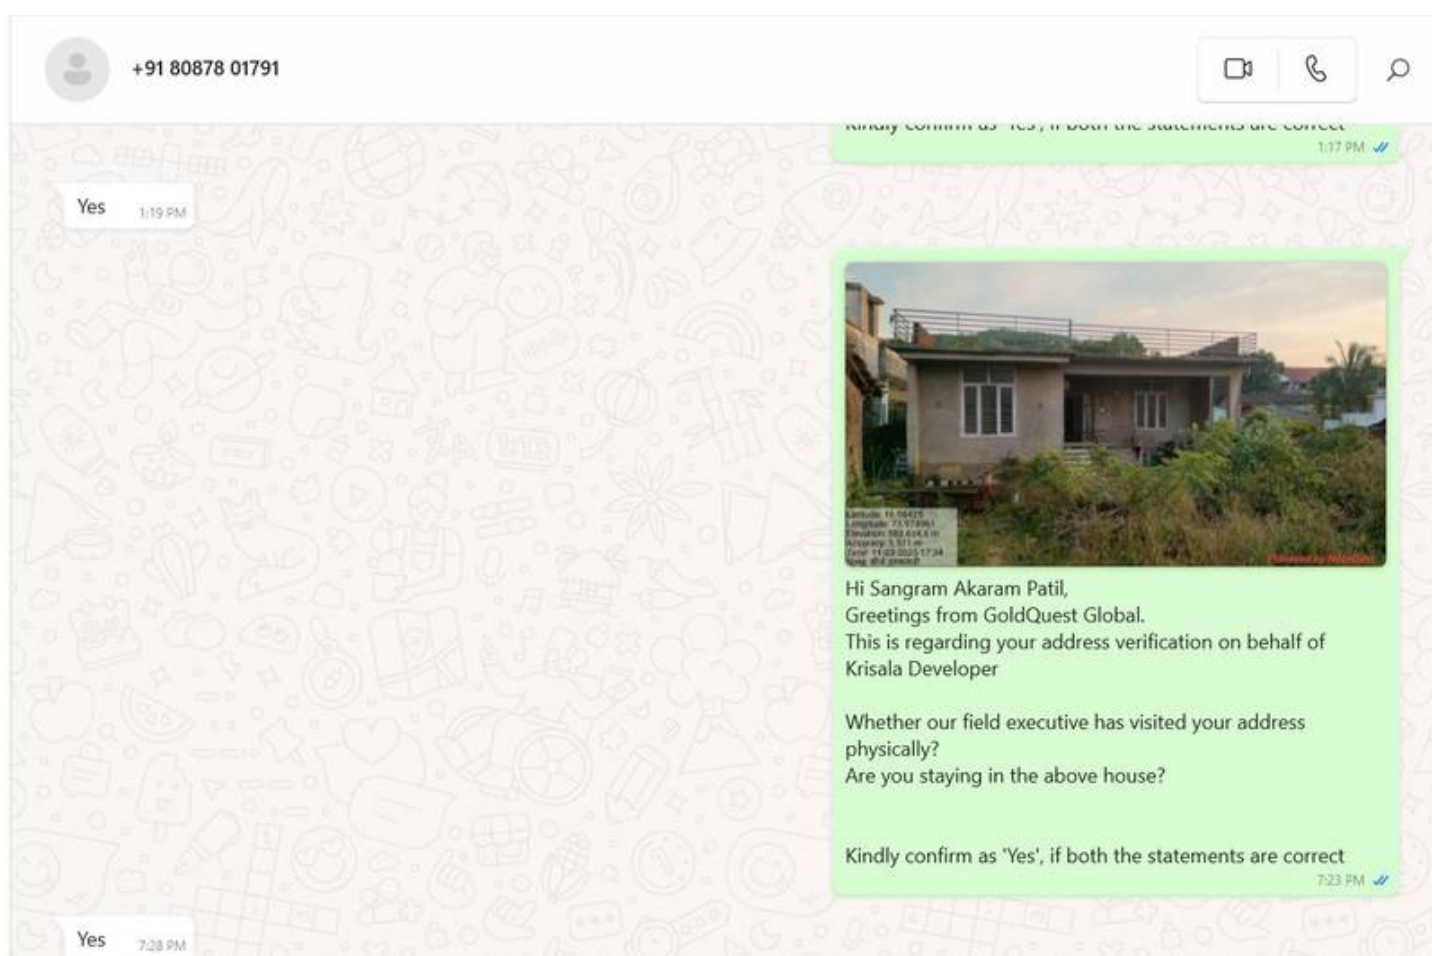 +91 80878 01791
Kindly confirm as 'Yes', if both the statements are correct
1:17 PM
Yes
1:19 PM
Hi Sangram Akaram Patil,
Greetings from GoldQuest Global.
This is regarding your address verification on behalf of
Krisala Developer
Whether our field executive has visited your address
physically?
Are you staying in the above house?
Kindly confirm as 'Yes', if both the statements are correct
7:23 PM
Yes
7:28 PM